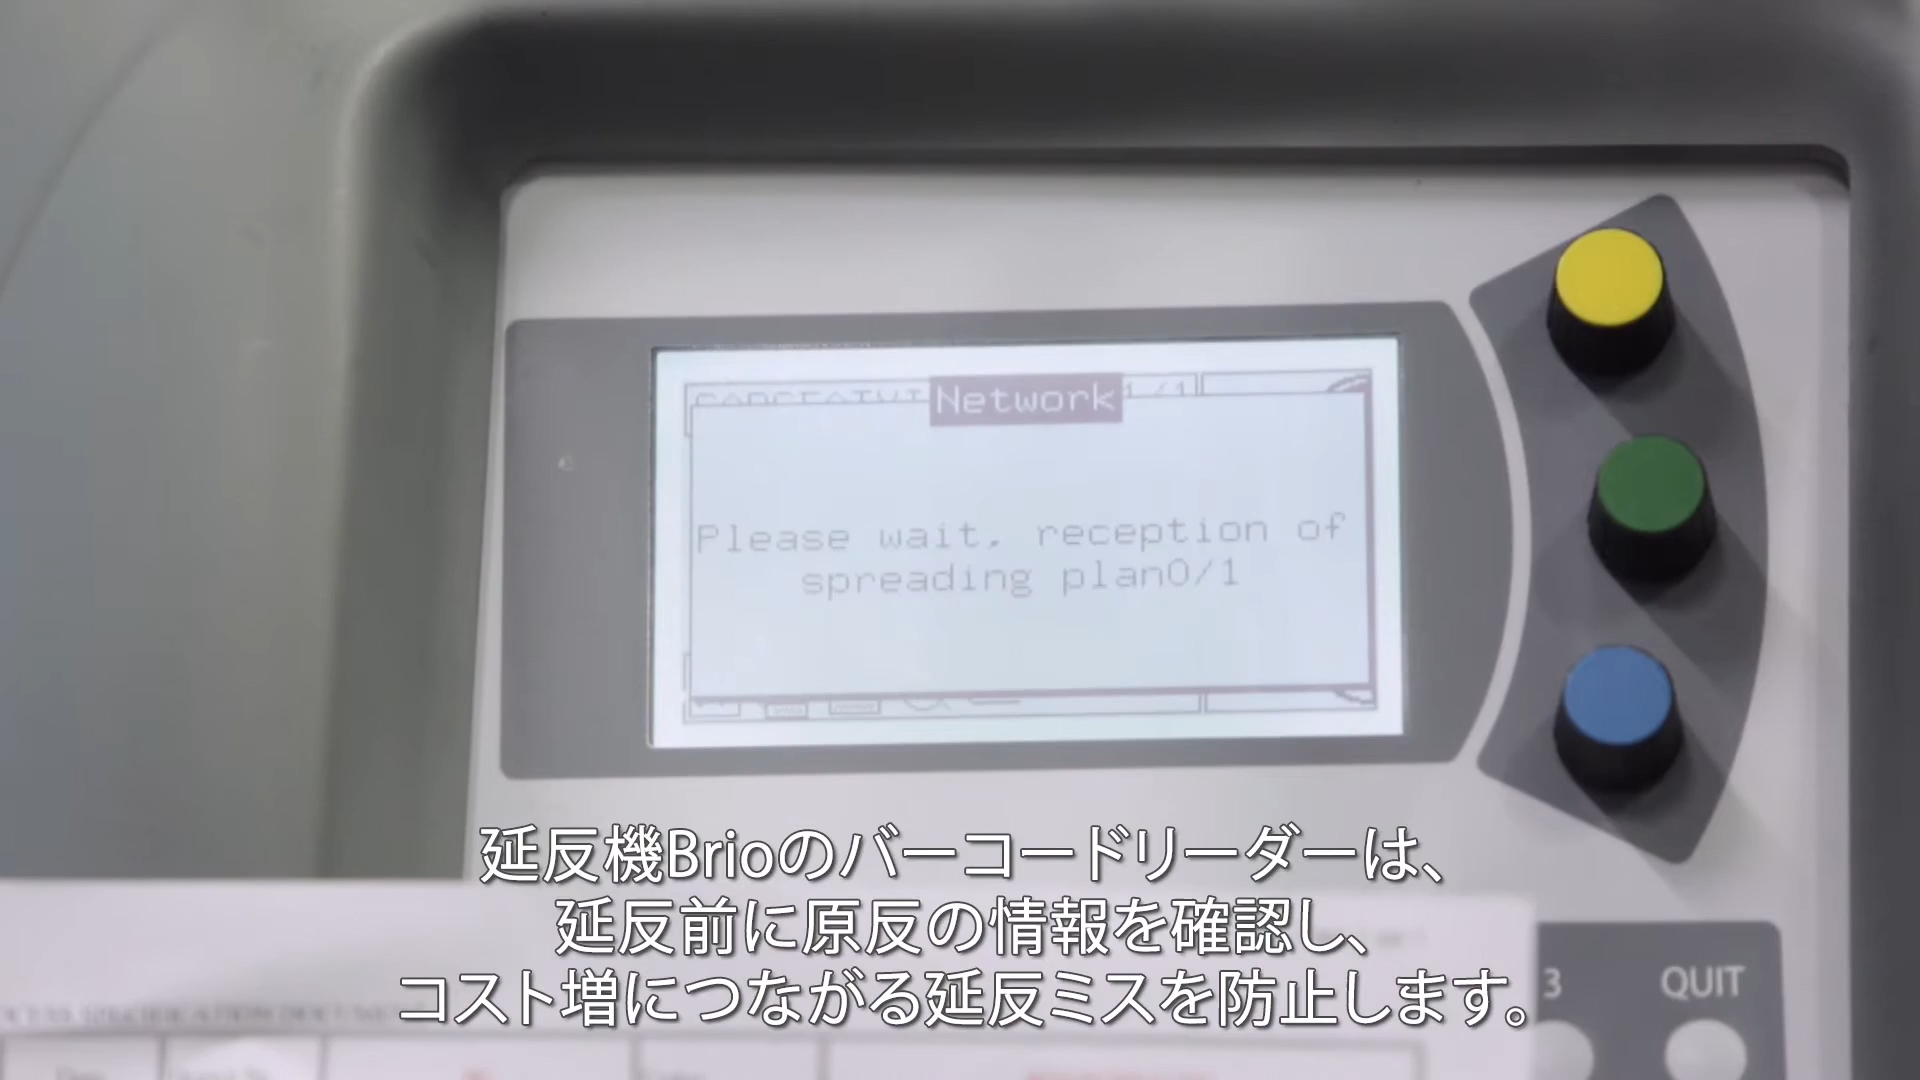 Network
1/1
Please wait, reception of
spreading plan0/1
延反機Brioのバーコードリーダーは、
延反前に原反の情報を確認し、
コスト増につながる延反ミスを防止します。
3
QUIT